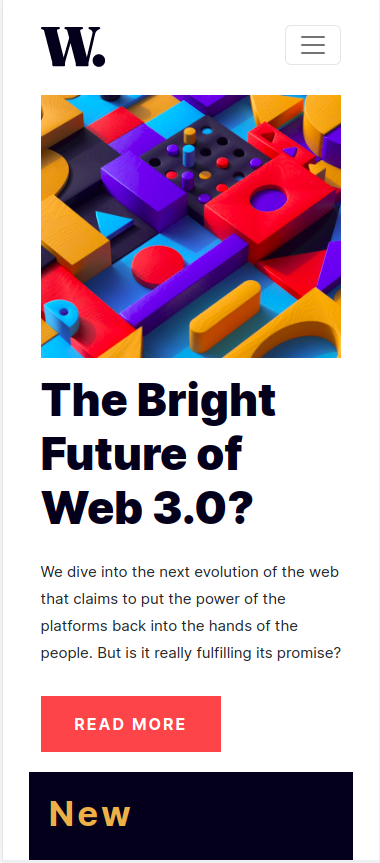 W.
The Bright
Future of
Web 3.0?
We dive into the next evolution of the web
that claims to put the power of the
platforms back into the hands of the
people. But is it really fulfilling its promise?
READ MORE
New